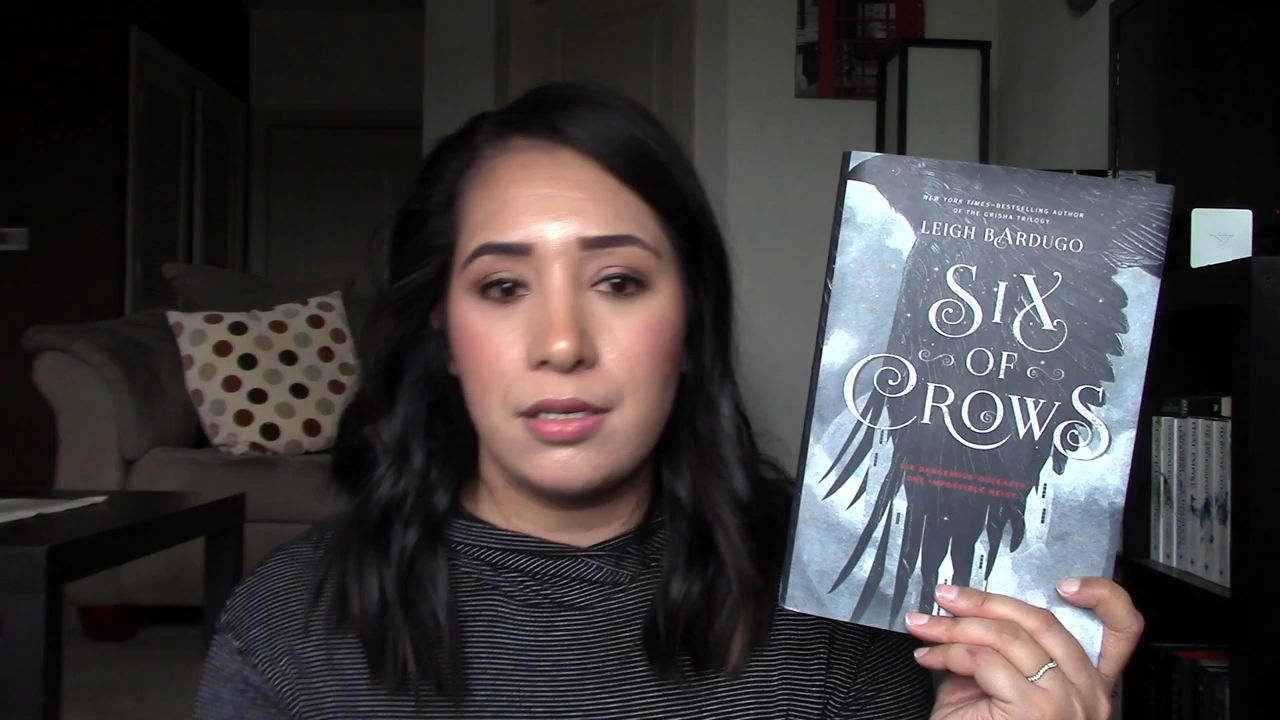 NEW YORK TIMES–BESTSELLING AUTHOR
OF THE GRISHA TRILOGY
LEIGH BARDUGO
SIX
OF
CROWS
SIX DANGEROUS OUTCASTS.
ONE IMPOSSIBLE HEIST.